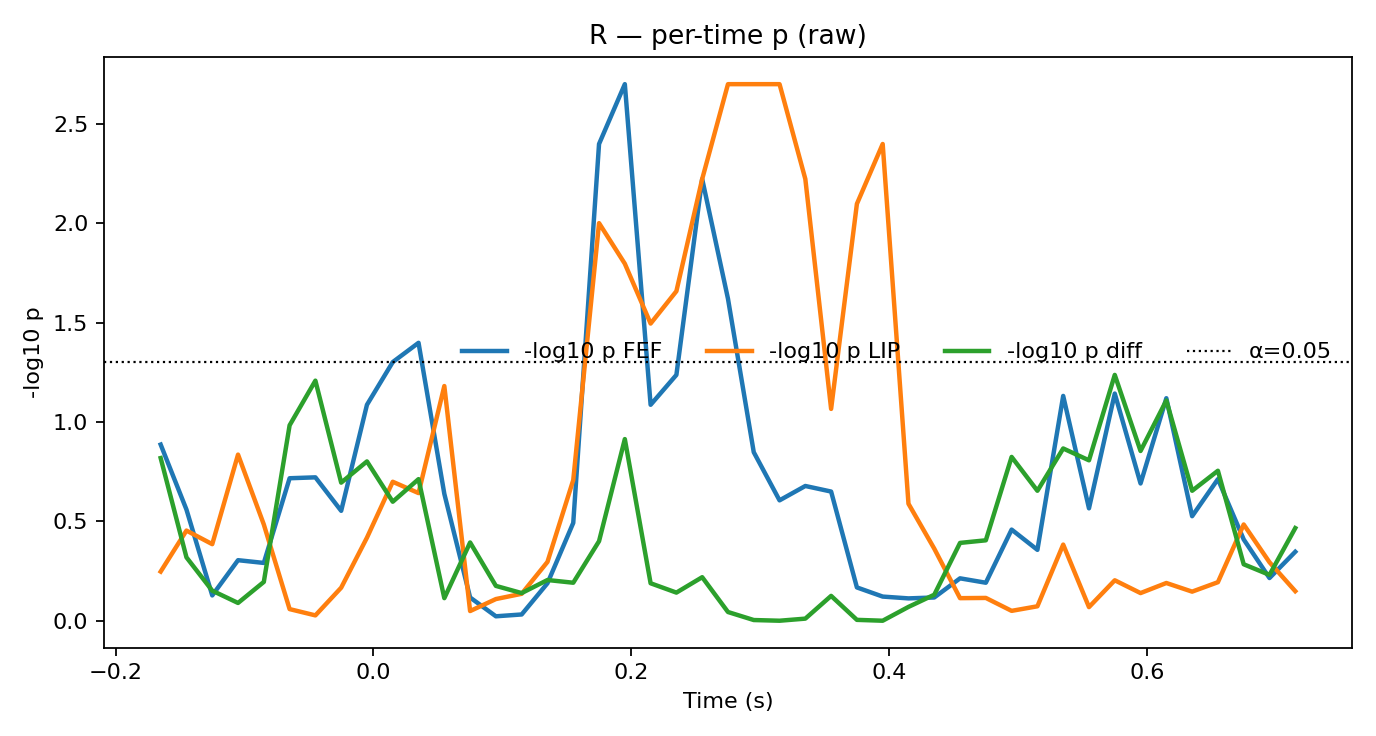 R — per-time p (raw)
-log10 p
2.5
2.0
1.5
1.0
0.5
0.0
-log10 p FEF -log10 p LIP -log10 p diff α=0.05
−0.2 0.0 0.2 0.4 0.6
Time (s)